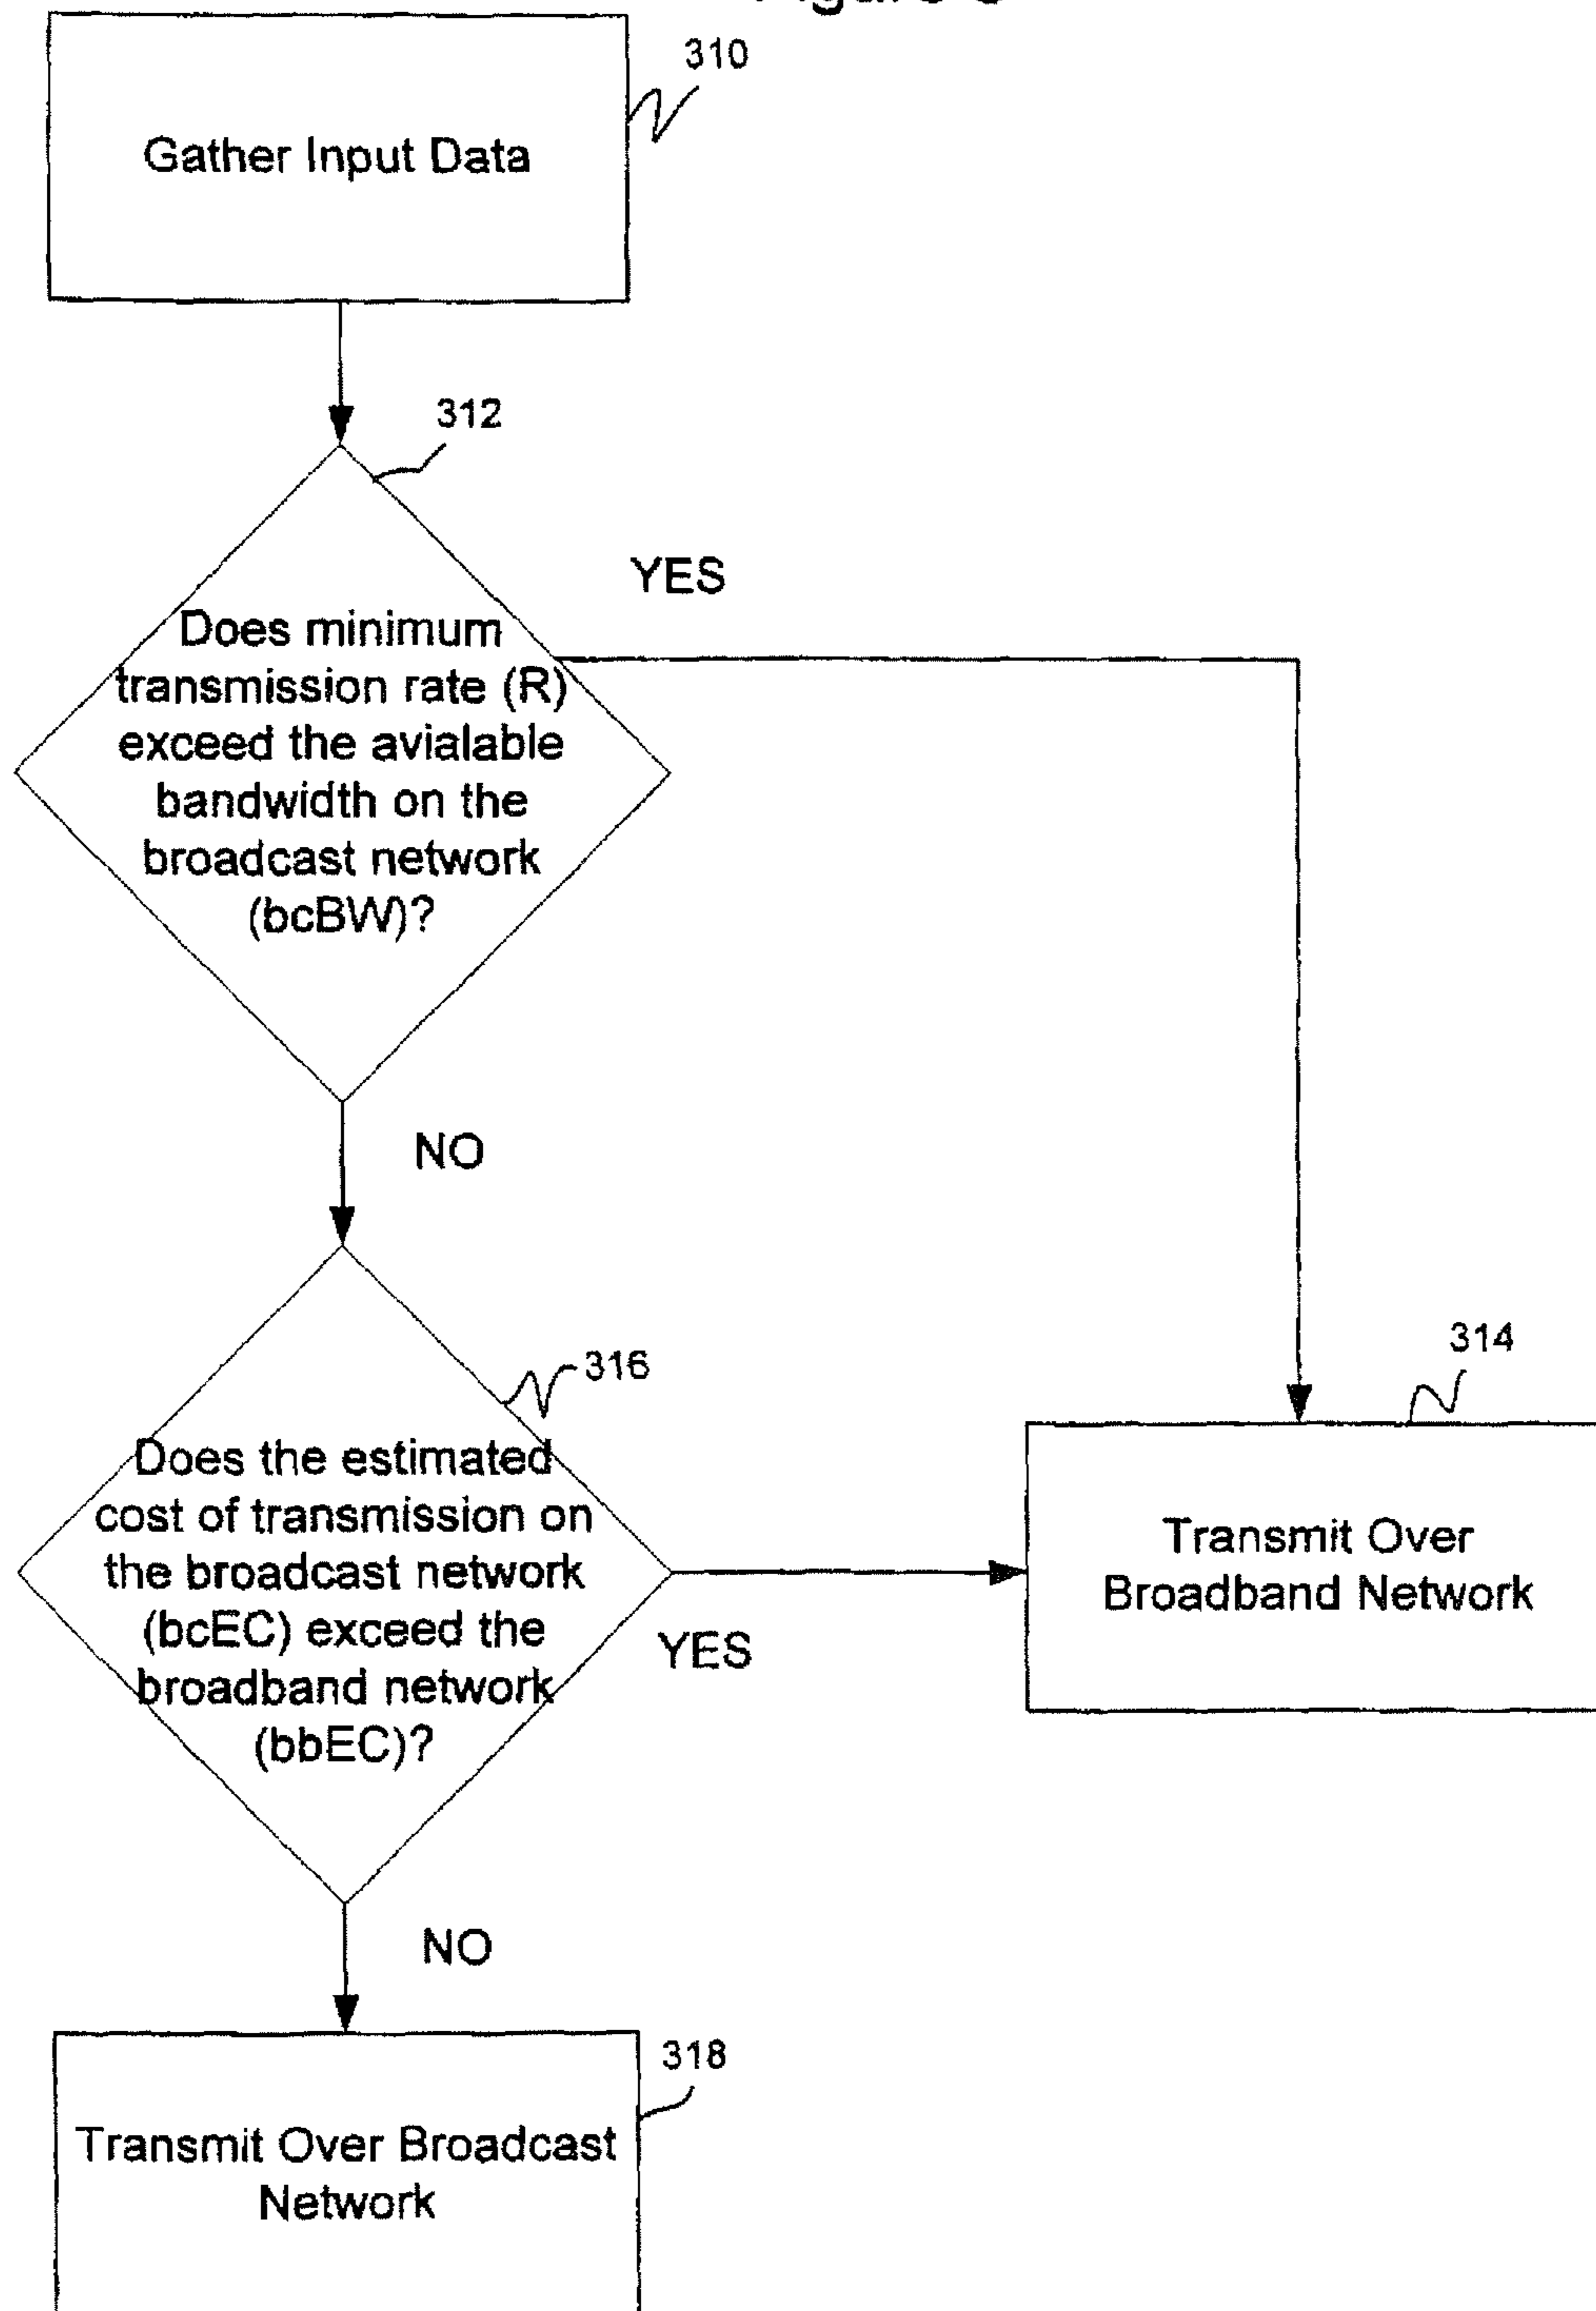 310
Gather Input Data
312
YES
Does minimum
transmission rate (R)
exceed the avialable
bandwidth on the
broadcast network
(bcBW)?
NO
316
314
Does the estimated
cost of transmission on
the broadcast network
(bcEC) exceed the
broadband network
(bbEC)?
YES
Transmit Over
Broadband Network
NO
318
Transmit Over Broadcast
Network